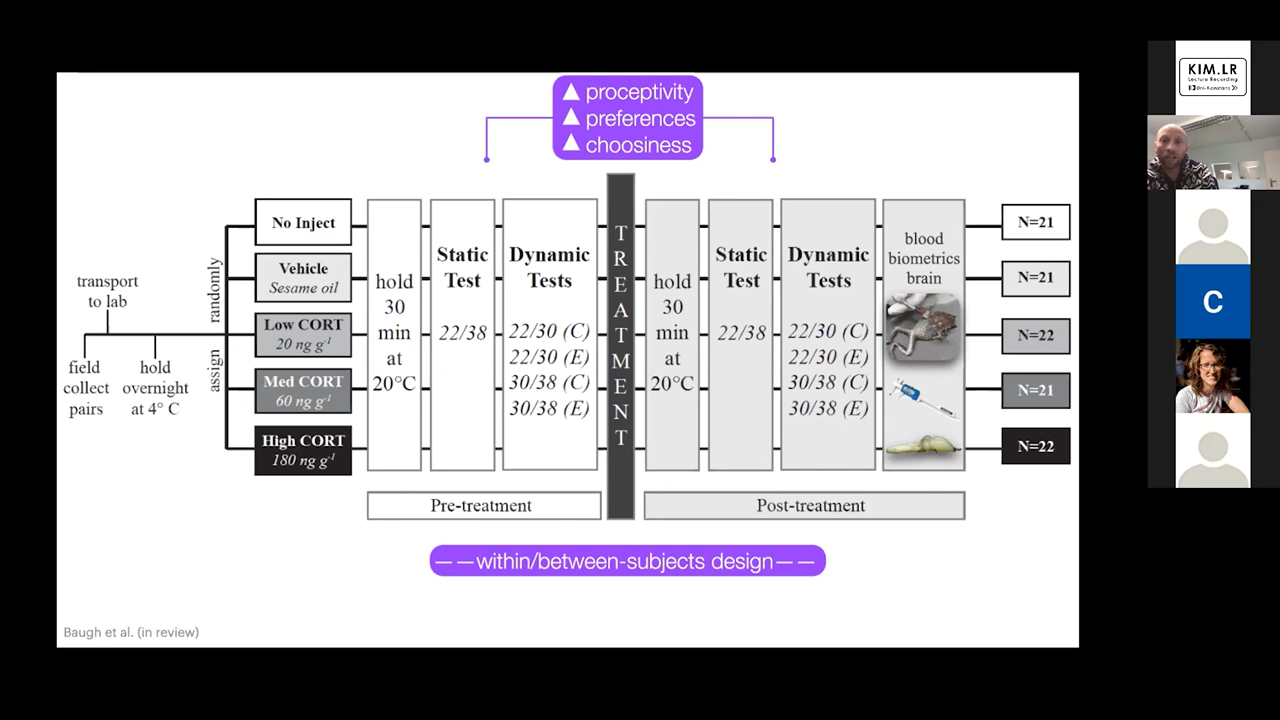 ▲ proceptivity
▲ preferences
▲ choosiness
transport
to lab
field
collect
pairs
hold
overnight
at 4° C
assign
randomly
No Inject
Vehicle
Sesame oil
Low CORT
20 ng g-1
Med CORT
60 ng g-1
High CORT
180 ng g-1
hold
30
min
at
20°C
Static
Test
22/38
Dynamic
Tests
22/30 (C)
22/30 (E)
30/38 (C)
30/38 (E)
TREATMENT
hold
30
min
at
20°C
Static
Test
22/38
Dynamic
Tests
22/30 (C)
22/30 (E)
30/38 (C)
30/38 (E)
blood
biometrics
brain
N=21
N=21
N=22
N=21
N=22
Pre-treatment
Post-treatment
— —within/between-subjects design— —
Baugh et al. (in review)
KIM.LR
Lecture Recording
Uni-Konstanz
C